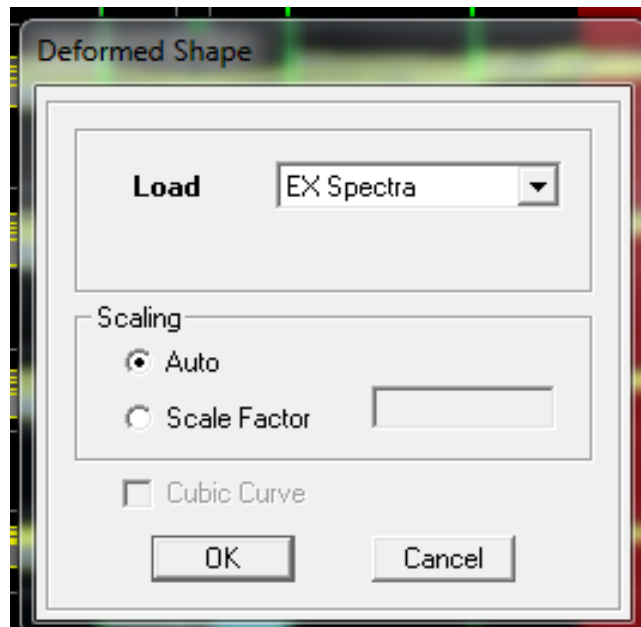 Deformed Shape
Load
EX Spectra
Scaling
Auto
Scale Factor
Cubic Curve
OK
Cancel